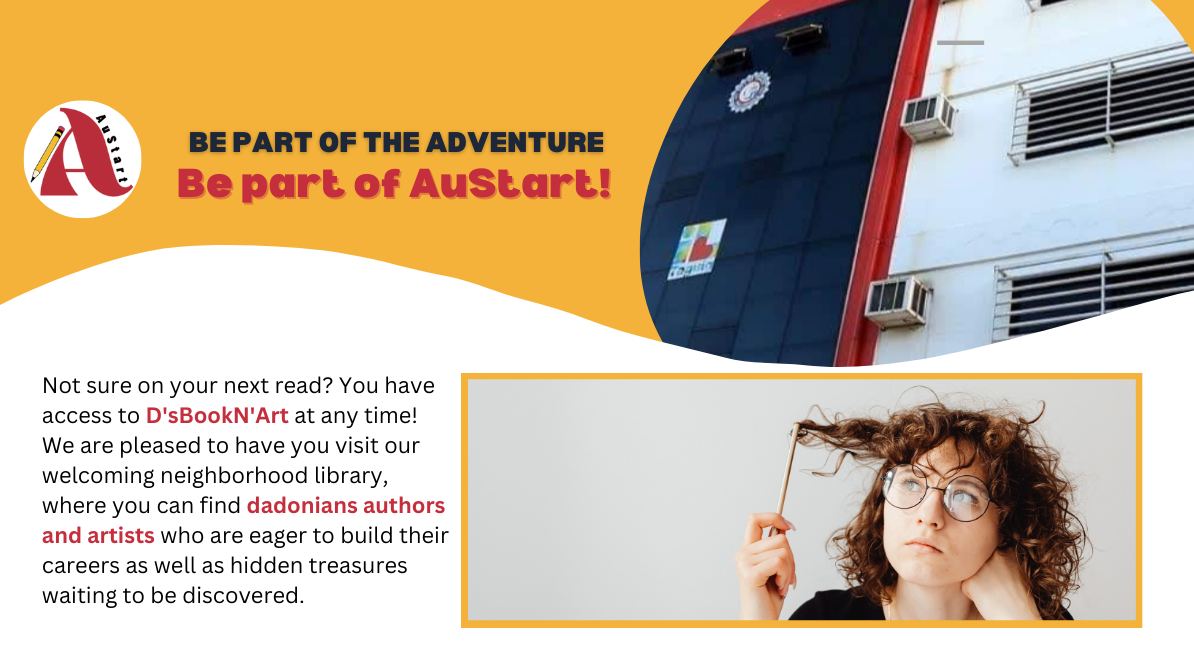 AuStart
BE PART OF THE ADVENTURE
Be part of AuStart!
Not sure on your next read? You have
access to D'sBookN'Art at any time!
We are pleased to have you visit our
welcoming neighborhood library,
where you can find dadonians authors
and artists who are eager to build their
careers as well as hidden treasures
waiting to be discovered.